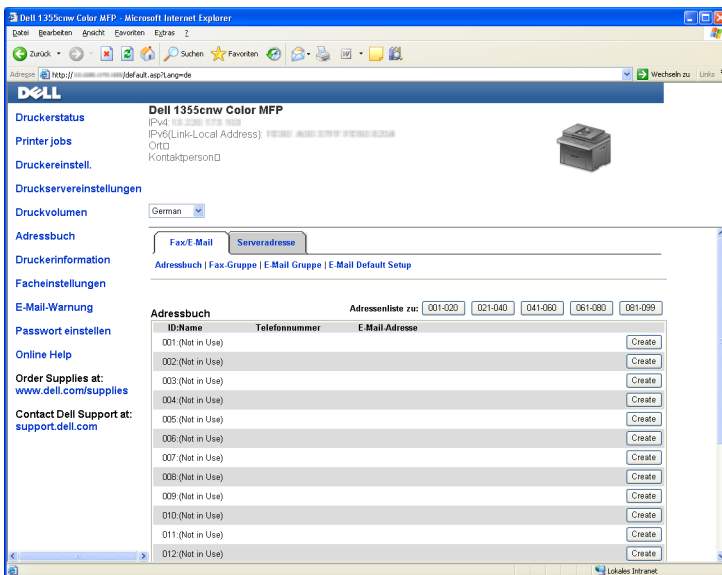 Dell 1355cnw Color MFP - Microsoft Internet Explorer
Datei Bearbeiten Ansicht Favoriten Extras ?
Zurück Suchen Favoriten
Adresse http:// /default.asp?Lang=de Wechseln zu Links
DELL
Dell 1355cnw Color MFP
IPv4:
IPv6(Link-Local Address):
Ort
Kontaktperson
Druckerstatus
Printer jobs
Druckereinstell.
Druckservereinstellungen
Druckvolumen
Adressbuch
Druckerinformation
Facheinstellungen
E-Mail-Warnung
Passwort einstellen
Online Help
Order Supplies at:
www.dell.com/supplies
Contact Dell Support at:
support.dell.com
German
Fax/E-Mail Serveradresse
Adressbuch | Fax-Gruppe | E-Mail Gruppe | E-Mail Default Setup
Adressbuch Adressenliste zu: 001-020 021-040 041-060 061-080 081-099
ID:Name Telefonnummer E-Mail-Adresse
001:(Not in Use) Create
002:(Not in Use) Create
003:(Not in Use) Create
004:(Not in Use) Create
005:(Not in Use) Create
006:(Not in Use) Create
007:(Not in Use) Create
008:(Not in Use) Create
009:(Not in Use) Create
010:(Not in Use) Create
011:(Not in Use) Create
012:(Not in Use) Create
Lokales Intranet